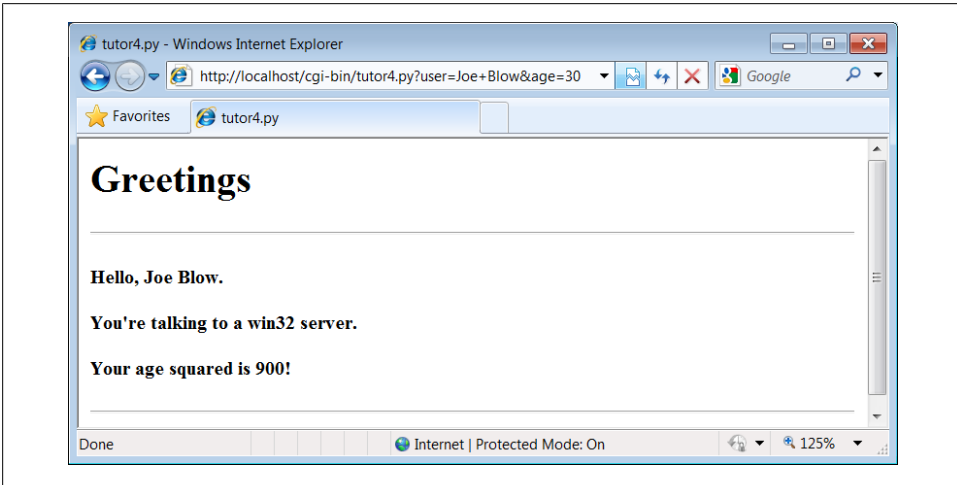 tutor4.py - Windows Internet Explorer
http://localhost/cgi-bin/tutor4.py?user=Joe+Blow&age=30
Google
Favorites
tutor4.py
Greetings
Hello, Joe Blow.
You're talking to a win32 server.
Your age squared is 900!
Done
Internet | Protected Mode: On
125%